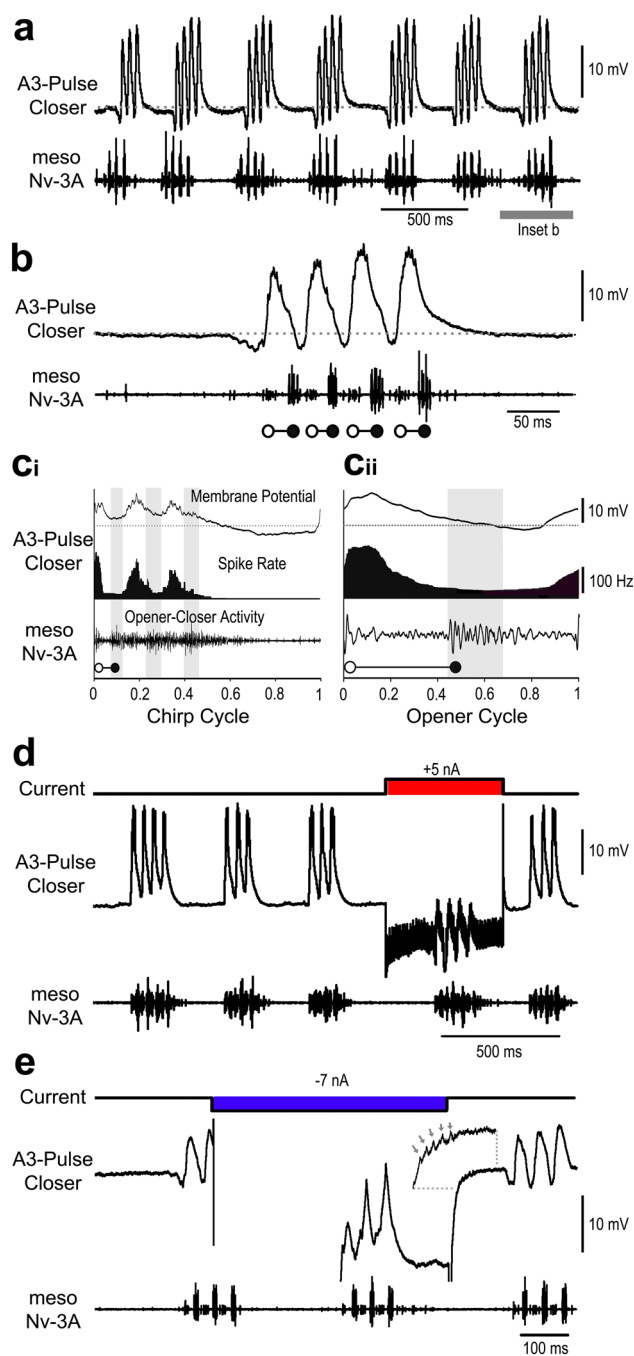 a
A3-Pulse
Closer
10 mV
meso
Nv-3A
500 ms
Inset b
b
A3-Pulse
Closer
10 mV
meso
Nv-3A
50 ms
ci
cii
Membrane Potential
10 mV
A3-Pulse
Closer
Spike Rate
100 Hz
meso
Nv-3A
Opener-Closer Activity
0 0.2 0.4 0.6 0.8 1
0 0.2 0.4 0.6 0.8 1
Chirp Cycle
Opener Cycle
d
Current
+5 nA
A3-Pulse
Closer
10 mV
meso
Nv-3A
500 ms
e
Current
-7 nA
A3-Pulse
Closer
10 mV
meso
Nv-3A
100 ms